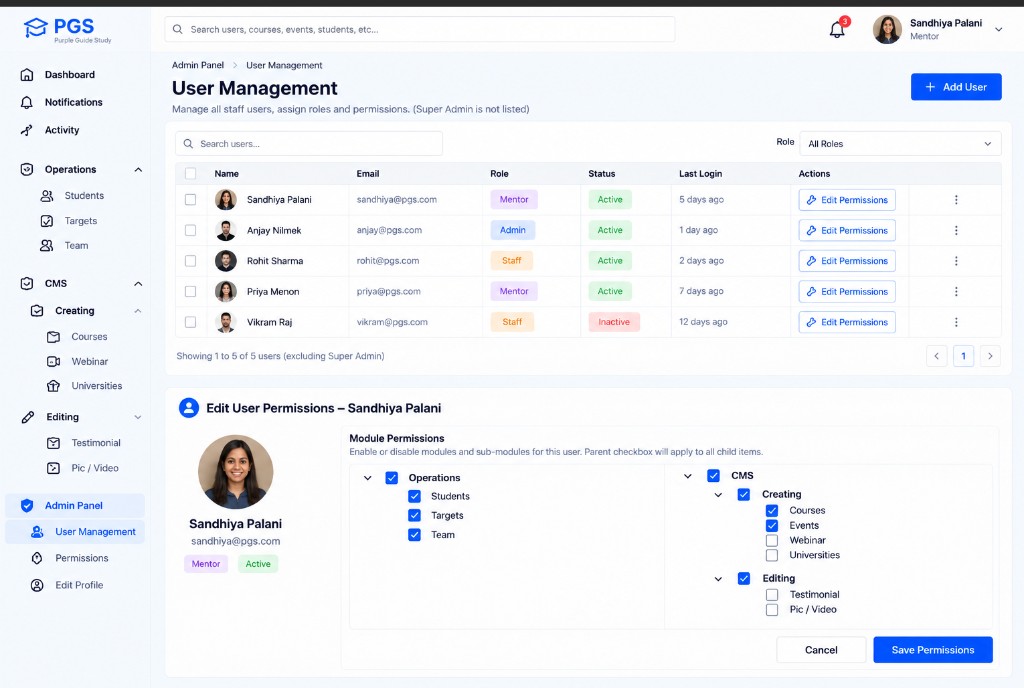 PGS
Purple Guide Study
Search users, courses, events, students, etc...
3
Sandhiya Palani
Mentor
Dashboard
Notifications
Activity
Operations
Students
Targets
Team
CMS
Creating
Courses
Webinar
Universities
Editing
Testimonial
Pic / Video
Admin Panel
User Management
Permissions
Edit Profile
Admin Panel > User Management
User Management
Manage all staff users, assign roles and permissions. (Super Admin is not listed)
+ Add User
Search users...
Role All Roles
Name Email Role Status Last Login Actions
Sandhiya Palani sandhiya@pgs.com Mentor Active 5 days ago Edit Permissions
Anjay Nilmek anjay@pgs.com Admin Active 1 day ago Edit Permissions
Rohit Sharma rohit@pgs.com Staff Active 2 days ago Edit Permissions
Priya Menon priya@pgs.com Mentor Active 7 days ago Edit Permissions
Vikram Raj vikram@pgs.com Staff Inactive 12 days ago Edit Permissions
Showing 1 to 5 of 5 users (excluding Super Admin)
< 1 >
Edit User Permissions – Sandhiya Palani
Sandhiya Palani
sandhiya@pgs.com
Mentor Active
Module Permissions
Enable or disable modules and sub-modules for this user. Parent checkbox will apply to all child items.
Operations
Students
Targets
Team
CMS
Creating
Courses
Events
Webinar
Universities
Editing
Testimonial
Pic / Video
Cancel
Save Permissions